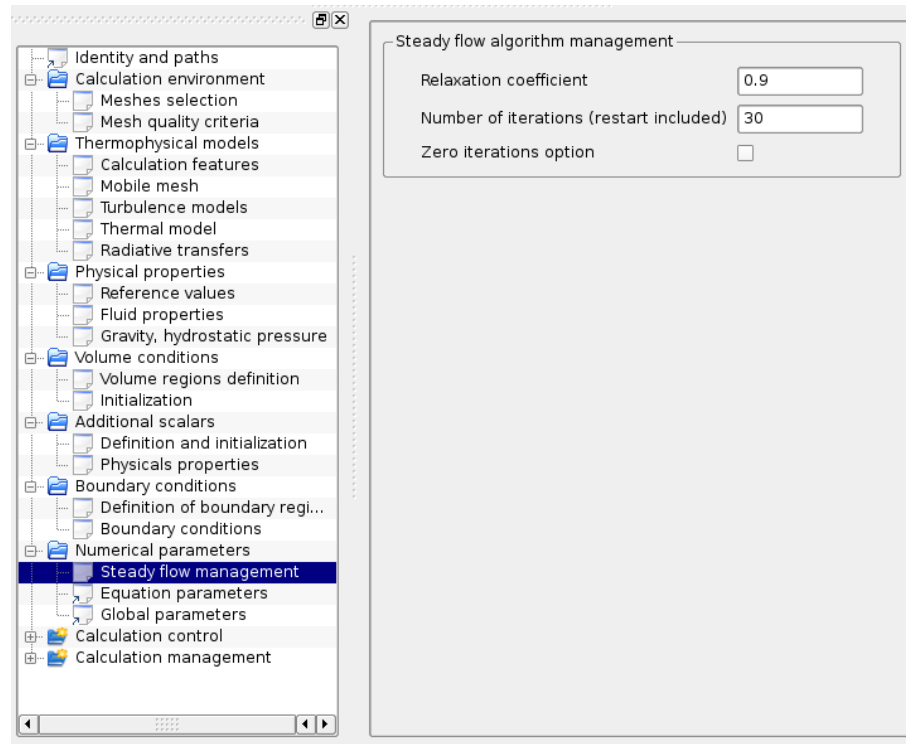 Identity and paths
Calculation environment
Meshes selection
Mesh quality criteria
Thermophysical models
Calculation features
Mobile mesh
Turbulence models
Thermal model
Radiative transfers
Physical properties
Reference values
Fluid properties
Gravity, hydrostatic pressure
Volume conditions
Volume regions definition
Initialization
Additional scalars
Definition and initialization
Physicals properties
Boundary conditions
Definition of boundary regi...
Boundary conditions
Numerical parameters
Steady flow management
Equation parameters
Global parameters
Calculation control
Calculation management
Steady flow algorithm management
Relaxation coefficient 0.9
Number of iterations (restart included) 30
Zero iterations option